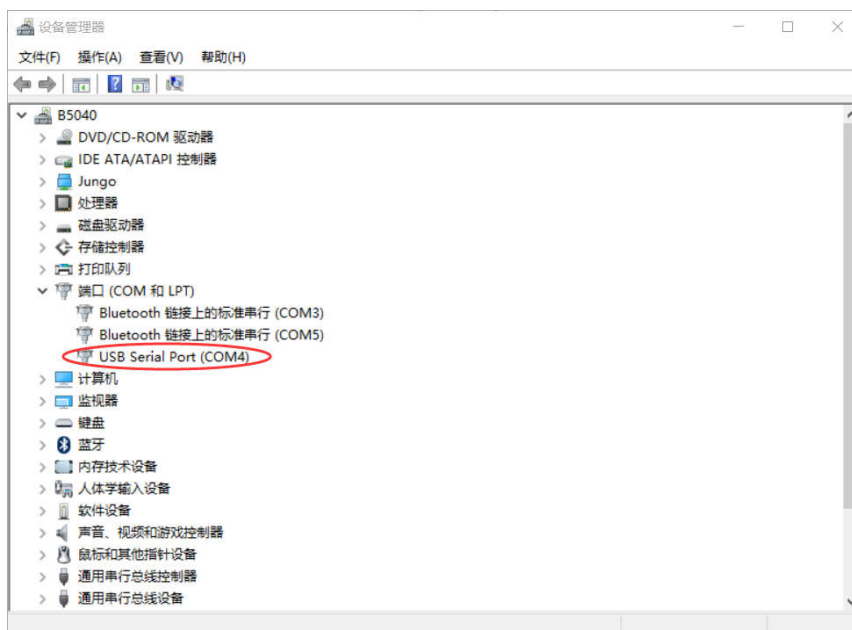 设备管理器
文件(F) 操作(A) 查看(V) 帮助(H)
B5040
DVD/CD-ROM 驱动器
IDE ATA/ATAPI 控制器
Jungo
处理器
磁盘驱动器
存储控制器
打印队列
端口 (COM 和 LPT)
Bluetooth 链接上的标准串行 (COM3)
Bluetooth 链接上的标准串行 (COM5)
USB Serial Port (COM4)
计算机
监视器
键盘
蓝牙
内存技术设备
人体学输入设备
软件设备
声音、视频和游戏控制器
鼠标和其他指针设备
通用串行总线控制器
通用串行总线设备